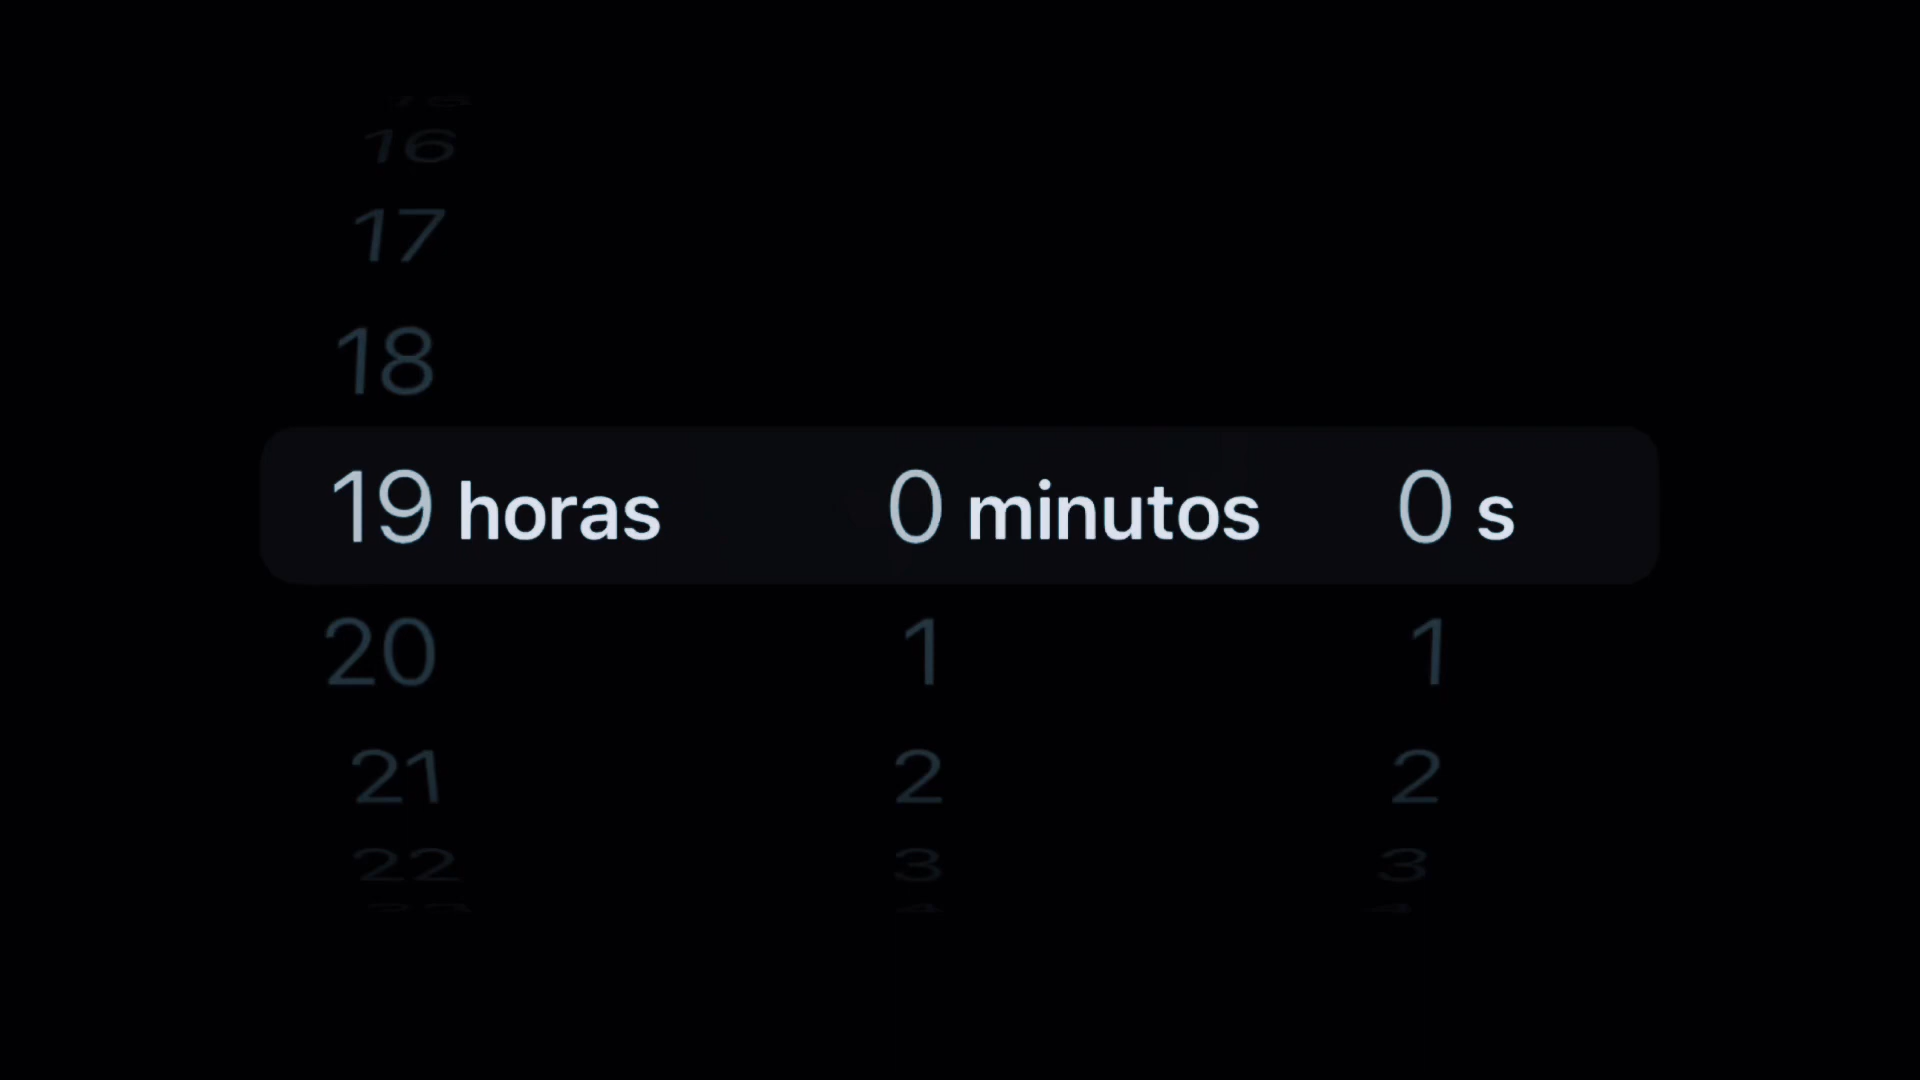 16
17
18
19 horas 0 minutos 0 s
20 1 1
21 2 2
22 3 3